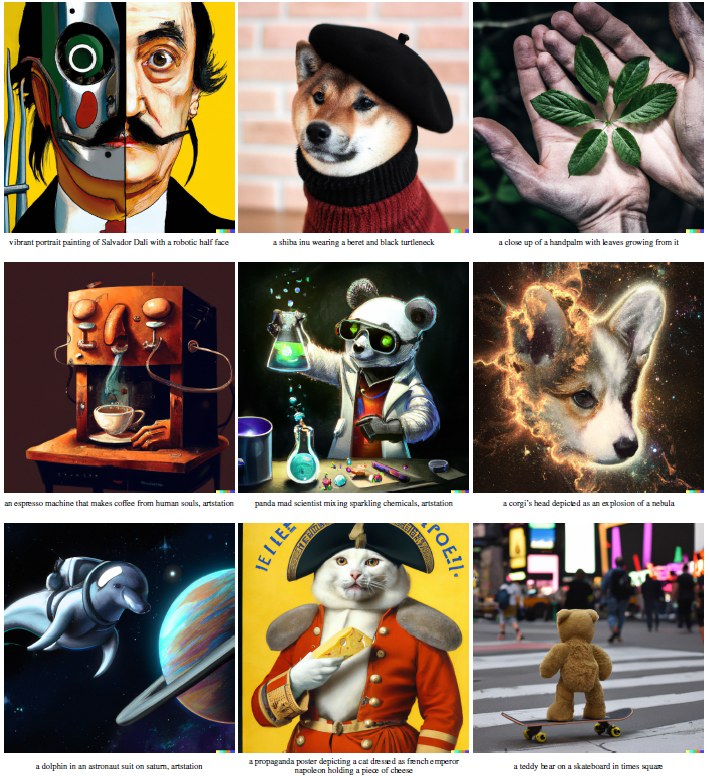 vibrant portrait painting of Salvador Dalí with a robotic half face
a shiba inu wearing a beret and black turtleneck
a close up of a handpalm with leaves growing from it
an espresso machine that makes coffee from human souls, artstation
panda mad scientist mixing sparkling chemicals, artstation
a corgi's head depicted as an explosion of a nebula
a dolphin in an astronaut suit on saturn, artstation
a propaganda poster depicting a cat dressed as french emperor
napoleon holding a piece of cheese
a teddy bear on a skateboard in times square